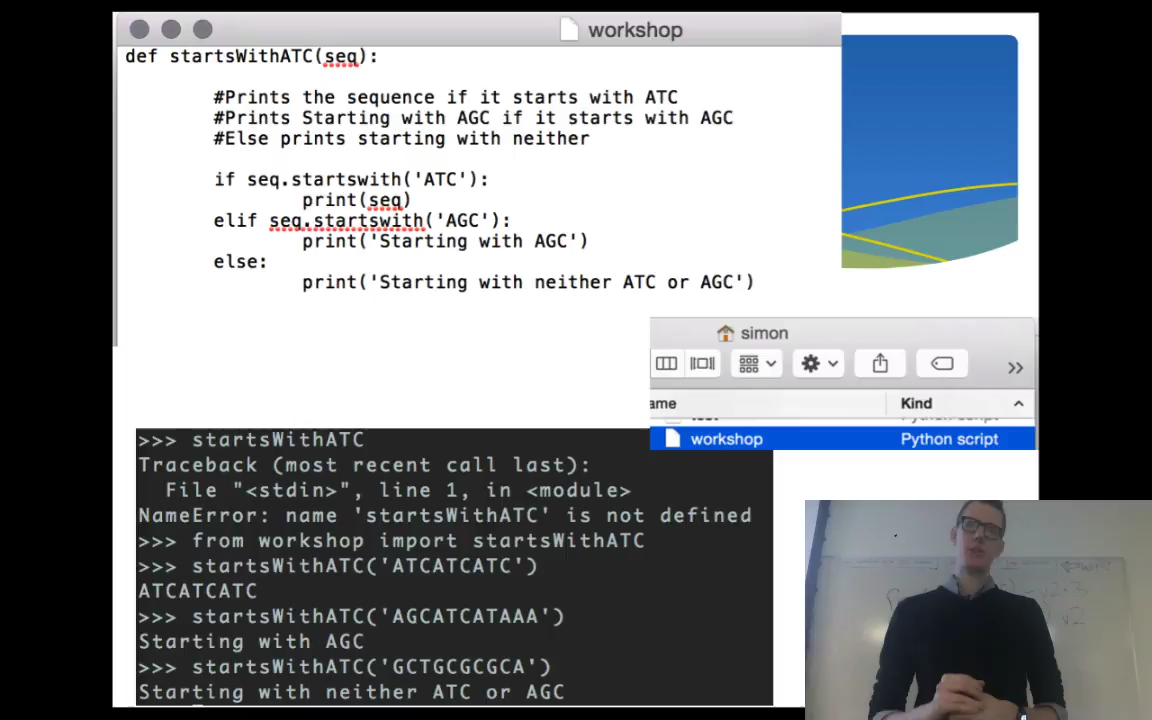 workshop
def startsWithATC(seq):
#Prints the sequence if it starts with ATC
#Prints Starting with AGC if it starts with AGC
#Else prints starting with neither
if seq.startswith('ATC'):
print(seq)
elif seq.startswith('AGC'):
print('Starting with AGC')
else:
print('Starting with neither ATC or AGC')
simon
ame Kind
workshop Python script
>>> startsWithATC
Traceback (most recent call last):
File "<stdin>", line 1, in <module>
NameError: name 'startsWithATC' is not defined
>>> from workshop import startsWithATC
>>> startsWithATC('ATCATCATC')
ATCATCATC
>>> startsWithATC('AGCATCATAAA')
Starting with AGC
>>> startsWithATC('GCTGCGCGCA')
Starting with neither ATC or AGC